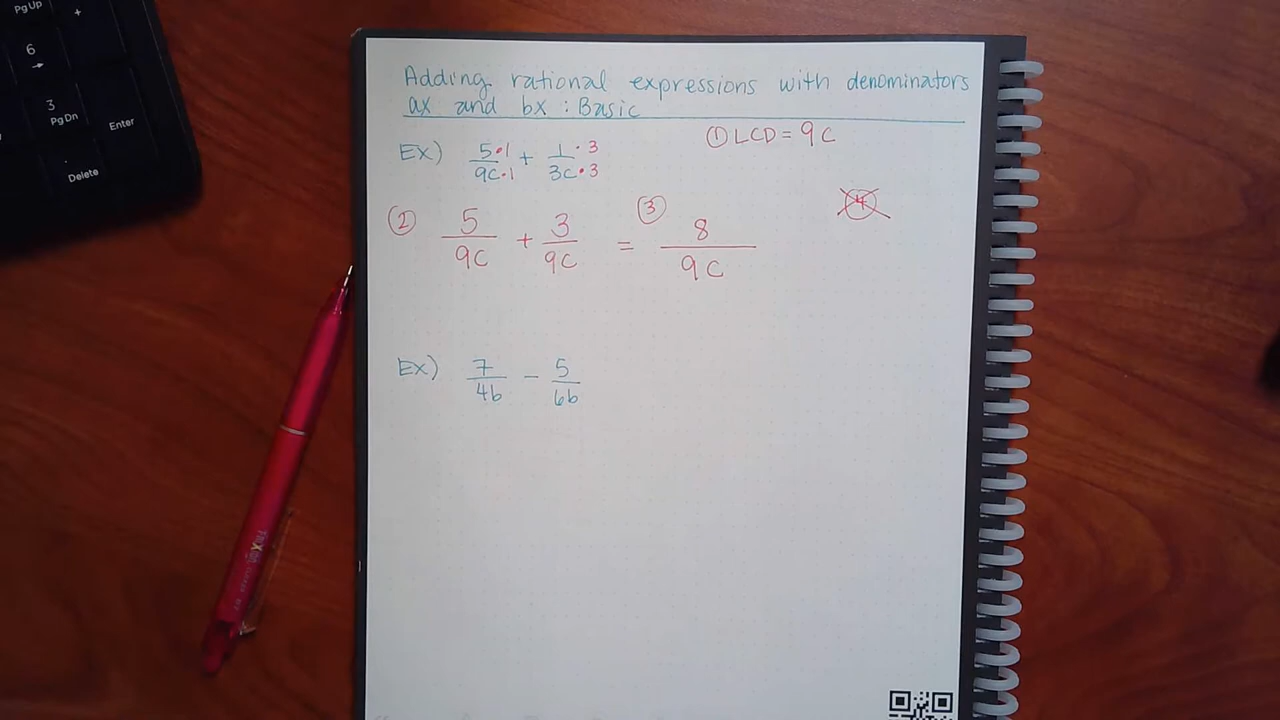 PgUp
+
6
→
3
PgDn
Enter
.
Delete
Adding rational expressions with denominators
ax and bx : Basic
① LCD = 9c
Ex) 5·1/9c·1 + 1·3/3c·3
④
② 5/9c + 3/9c = ③ 8/9c
Ex) 7/4b - 5/6b